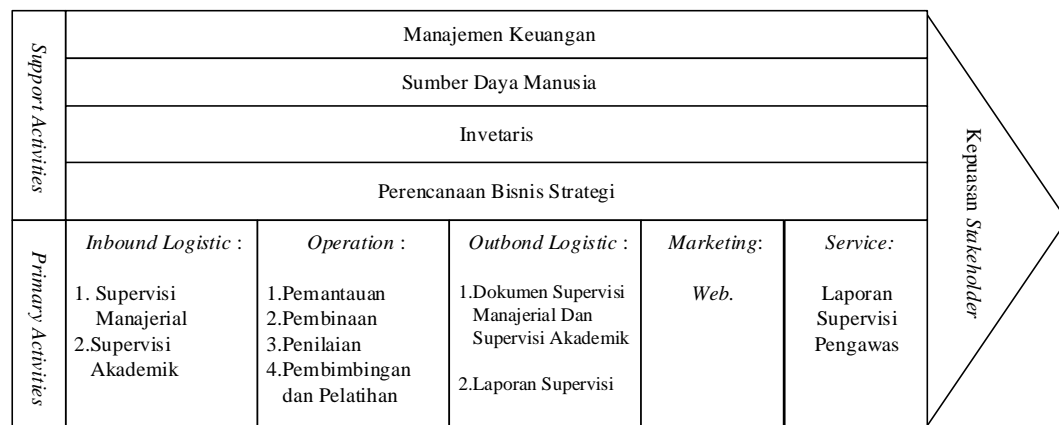 Support Activities
Manajemen Keuangan
Sumber Daya Manusia
Invetaris
Perencanaan Bisnis Strategi
Primary Activities
Inbound Logistic :
1. Supervisi
Manajerial
2.Supervisi
Akademik
Operation :
1.Pemantauan
2.Pembinaan
3.Penilaian
4.Pembimbingan
dan Pelatihan
Outbond Logistic :
1.Dokumen Supervisi
Manajerial Dan
Supervisi Akademik
2.Laporan Supervisi
Marketing:
Web.
Service:
Laporan
Supervisi
Pengawas
Kepuasan Stakeholder